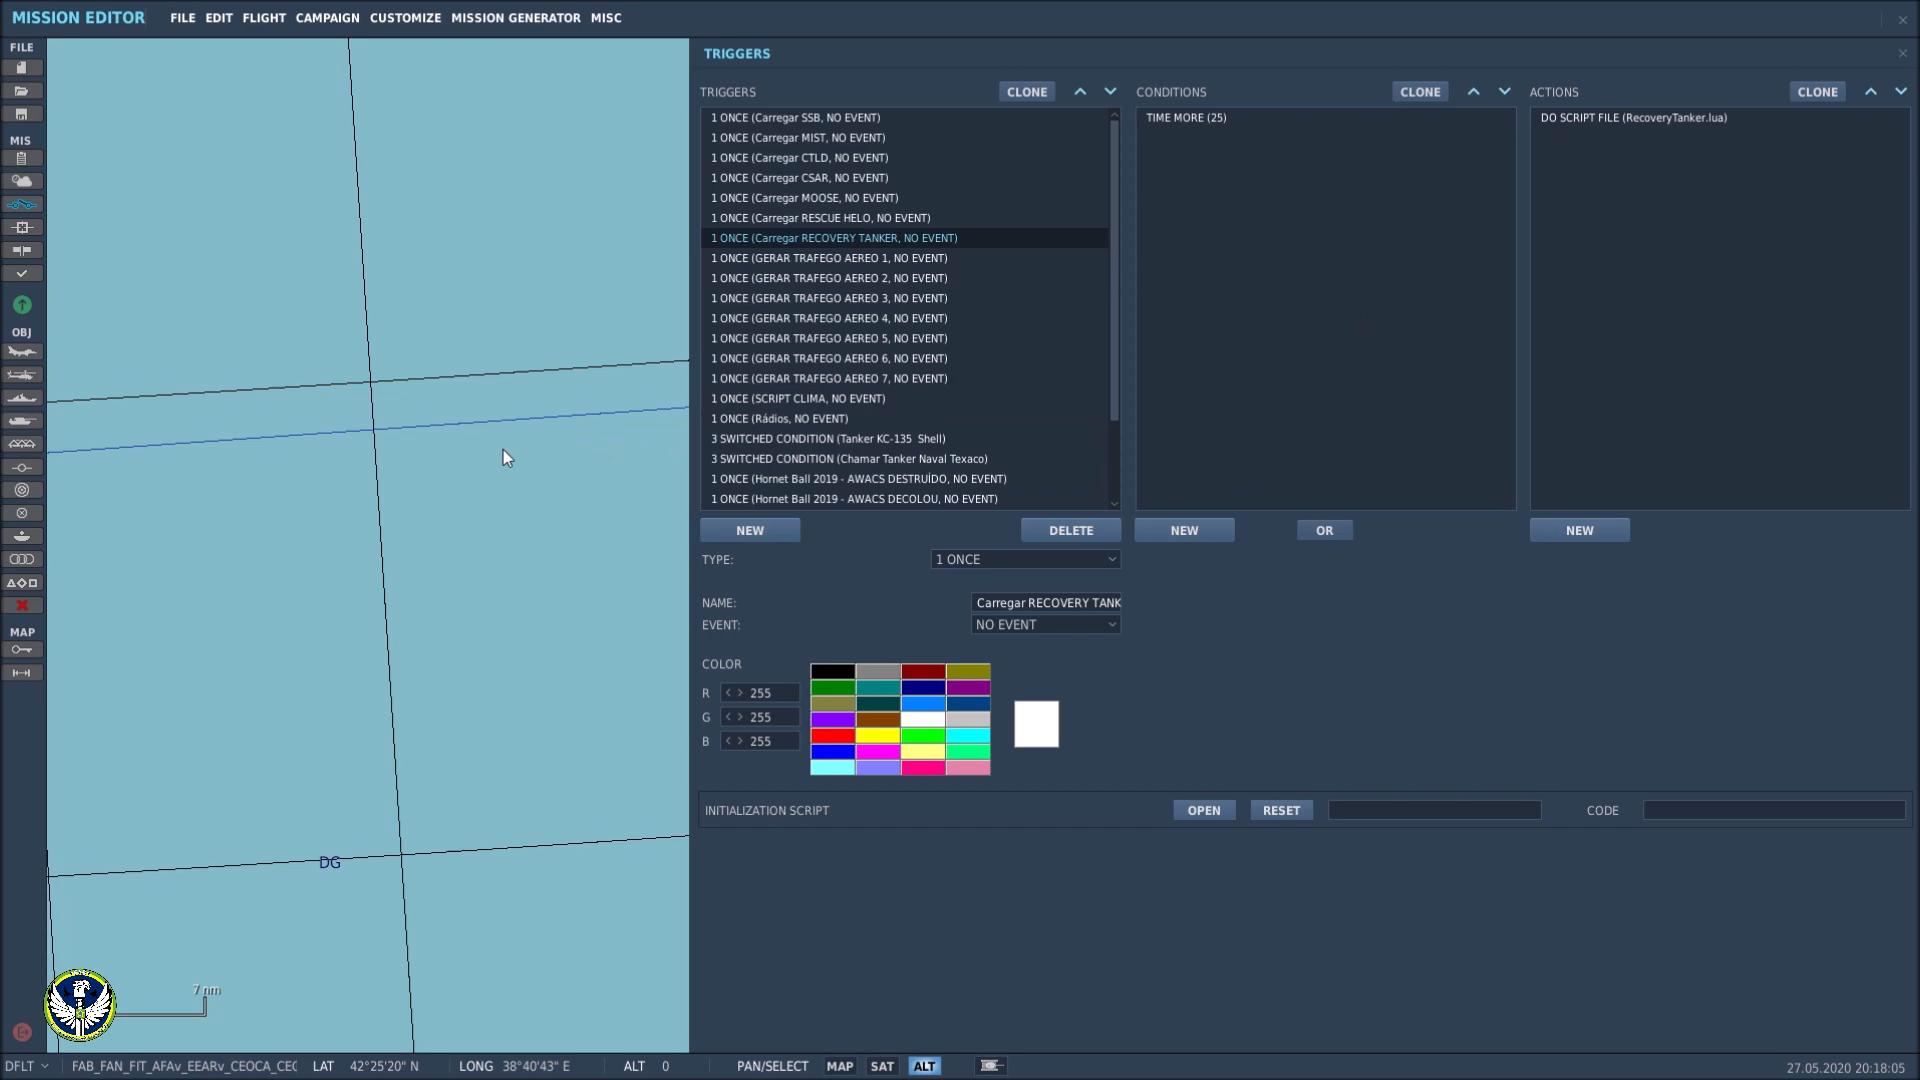 MISSION EDITOR FILE EDIT FLIGHT CAMPAIGN CUSTOMIZE MISSION GENERATOR MISC
FILE
MIS
OBJ
MAP
DG
7 nm
TRIGGERS
TRIGGERS CLONE
1 ONCE (Carregar SSB, NO EVENT)
1 ONCE (Carregar MIST, NO EVENT)
1 ONCE (Carregar CTLD, NO EVENT)
1 ONCE (Carregar CSAR, NO EVENT)
1 ONCE (Carregar MOOSE, NO EVENT)
1 ONCE (Carregar RESCUE HELO, NO EVENT)
1 ONCE (Carregar RECOVERY TANKER, NO EVENT)
1 ONCE (GERAR TRAFEGO AEREO 1, NO EVENT)
1 ONCE (GERAR TRAFEGO AEREO 2, NO EVENT)
1 ONCE (GERAR TRAFEGO AEREO 3, NO EVENT)
1 ONCE (GERAR TRAFEGO AEREO 4, NO EVENT)
1 ONCE (GERAR TRAFEGO AEREO 5, NO EVENT)
1 ONCE (GERAR TRAFEGO AEREO 6, NO EVENT)
1 ONCE (GERAR TRAFEGO AEREO 7, NO EVENT)
1 ONCE (SCRIPT CLIMA, NO EVENT)
1 ONCE (Rádios, NO EVENT)
3 SWITCHED CONDITION (Tanker KC-135  Shell)
3 SWITCHED CONDITION (Chamar Tanker Naval Texaco)
1 ONCE (Hornet Ball 2019 - AWACS DESTRUÍDO, NO EVENT)
1 ONCE (Hornet Ball 2019 - AWACS DECOLOU, NO EVENT)
NEW DELETE
CONDITIONS CLONE
TIME MORE (25)
NEW OR
ACTIONS CLONE
DO SCRIPT FILE (RecoveryTanker.lua)
NEW
TYPE: 1 ONCE
NAME: Carregar RECOVERY TANK
EVENT: NO EVENT
COLOR
R 255
G 255
B 255
INITIALIZATION SCRIPT OPEN RESET CODE
DFLT FAB_FAN_FIT_AFAv_EEARv_CEOCA_CEC LAT 42°25'20" N LONG 38°40'43" E ALT 0 PAN/SELECT MAP SAT ALT 27.05.2020 20:18:05